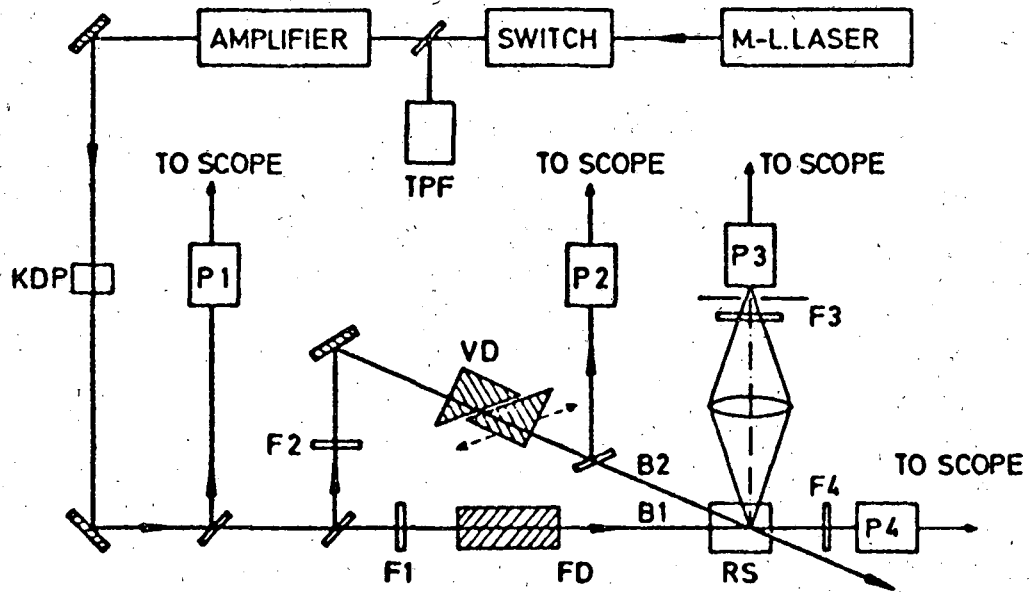 AMPLIFIER
SWITCH
M-L.LASER
TPF
TO SCOPE
TO SCOPE
TO SCOPE
KDP
P1
P2
P3
F3
VD
F2
B2
B1
TO SCOPE
F4
P4
F1
FD
RS